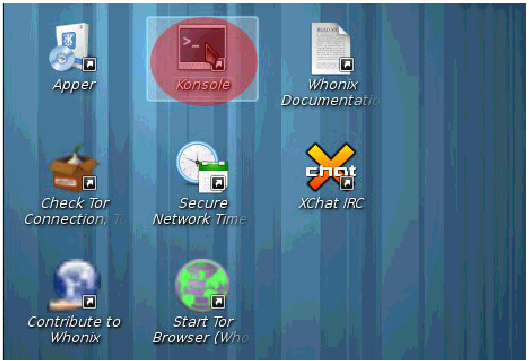 Apper
Konsole
Whonix
Documentatio
Check Tor
Connection, To
Secure
Network Time
chat
XChat IRC
Contribute to
Whonix
Start Tor
Browser (Who